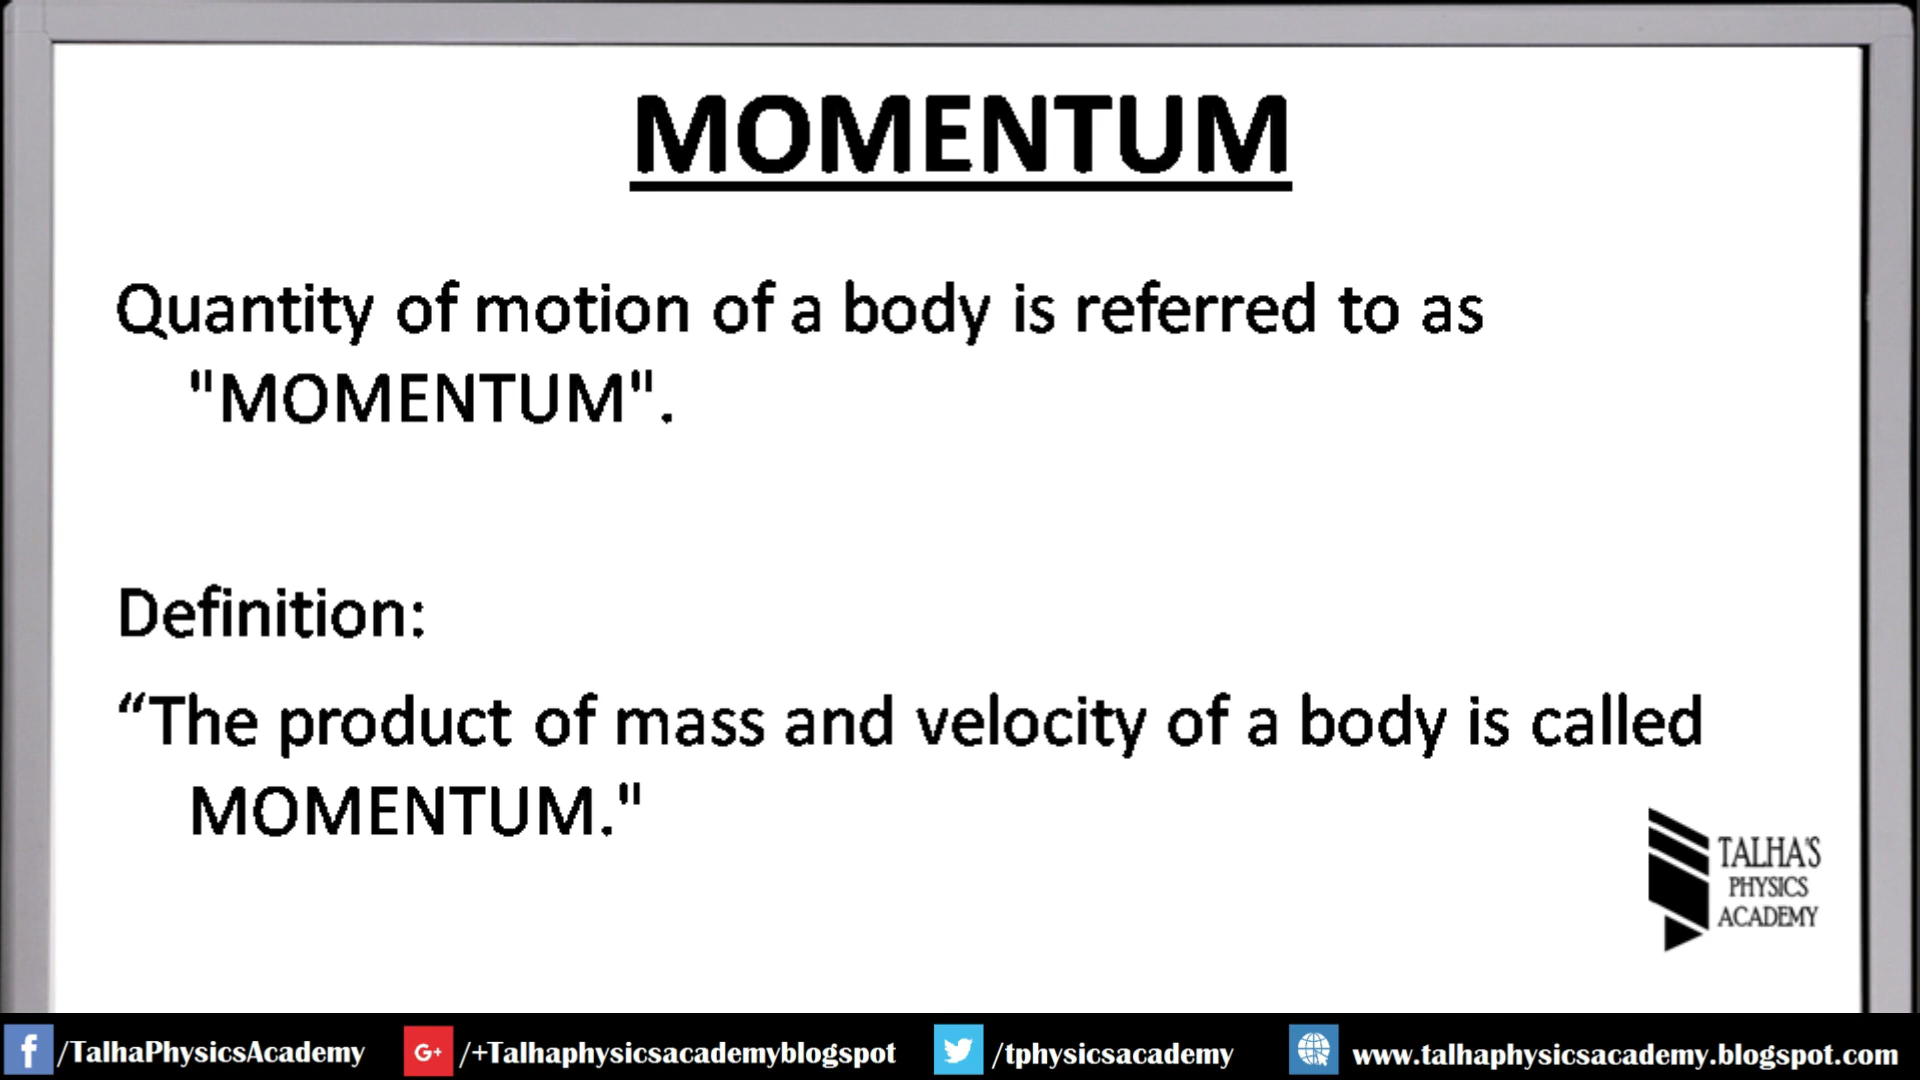 MOMENTUM
Quantity of motion of a body is referred to as
"MOMENTUM".
Definition:
“The product of mass and velocity of a body is called
MOMENTUM."
TALHA'S
PHYSICS
ACADEMY
f /TalhaPhysicsAcademy G+ /+Talhaphysicsacademyblogspot /tphysicsacademy www.talhaphysicsacademy.blogspot.com